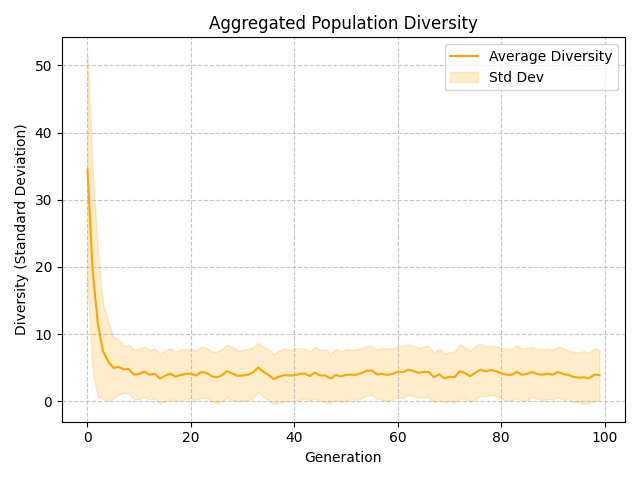 Aggregated Population Diversity
Average Diversity
Std Dev
Diversity (Standard Deviation)
50
40
30
20
10
0
0 20 40 60 80 100
Generation